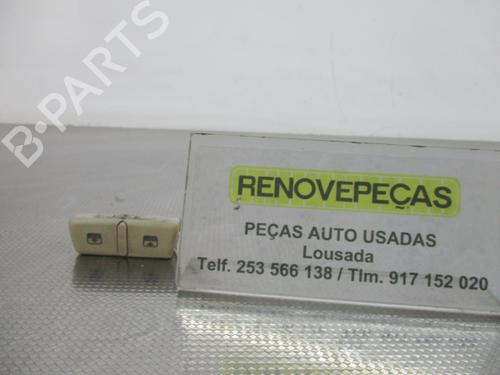 B-PARTS
RENOVEPEÇAS
PEÇAS AUTO USADAS
Lousada
Telf. 253 566 138 / Tlm. 917 152 020